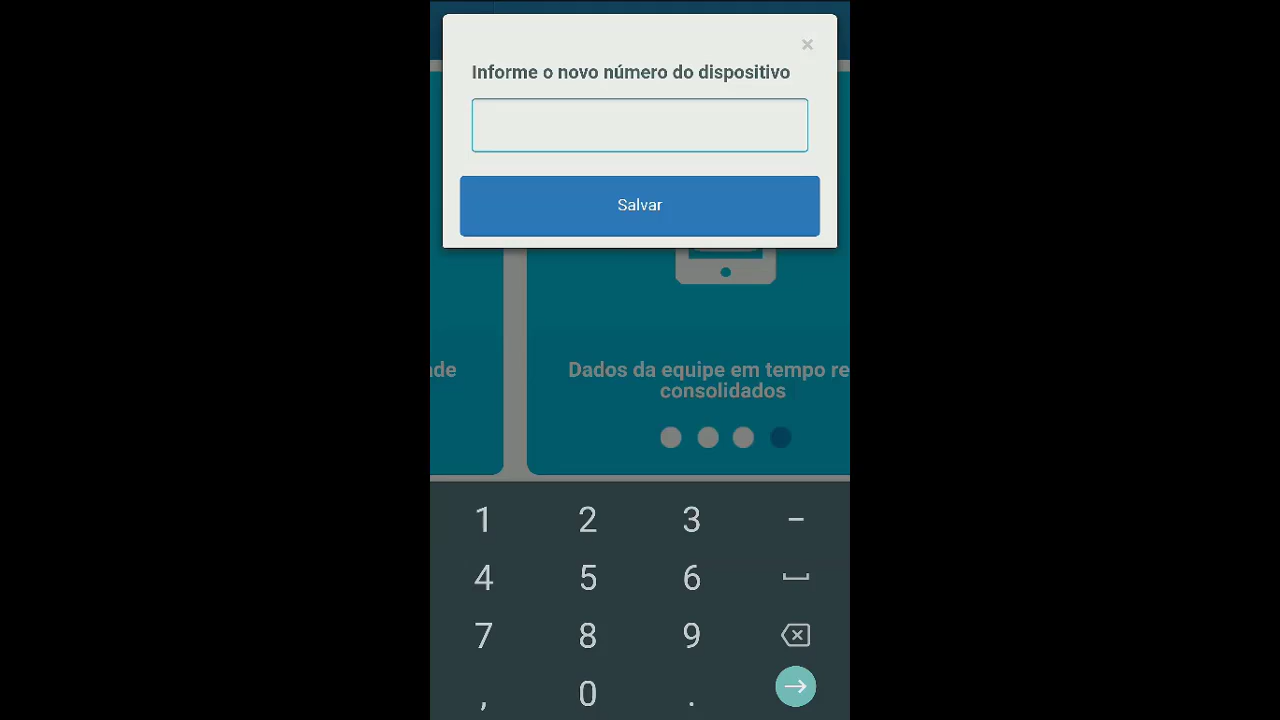 ×
Informe o novo número do dispositivo
Salvar
ade
Dados da equipe em tempo re
consolidados
1 2 3 –
4 5 6
7 8 9
, 0 .